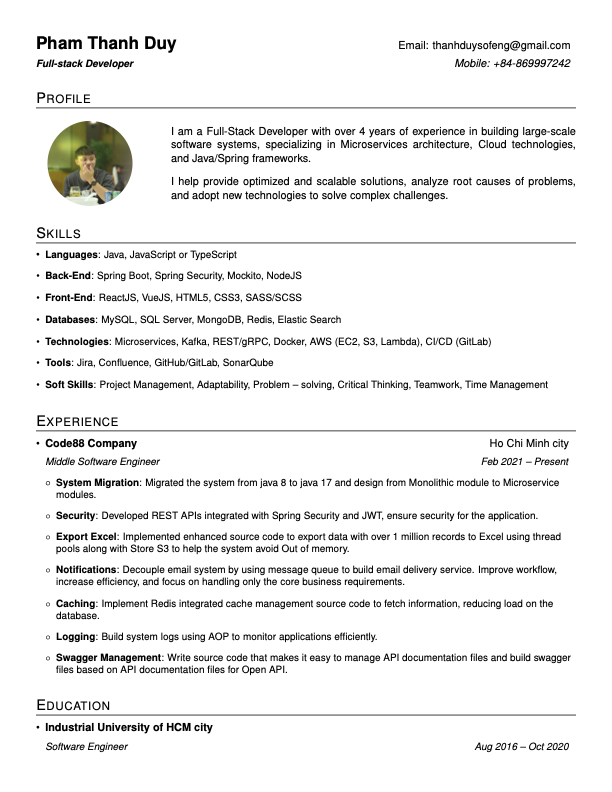 Pham Thanh Duy
Email: thanhduysofeng@gmail.com
Full-stack Developer
Mobile: +84-869997242
PROFILE
I am a Full-Stack Developer with over 4 years of experience in building large-scale
software systems, specializing in Microservices architecture, Cloud technologies,
and Java/Spring frameworks.
I help provide optimized and scalable solutions, analyze root causes of problems,
and adopt new technologies to solve complex challenges.
SKILLS
• Languages: Java, JavaScript or TypeScript
• Back-End: Spring Boot, Spring Security, Mockito, NodeJS
• Front-End: ReactJS, VueJS, HTML5, CSS3, SASS/SCSS
• Databases: MySQL, SQL Server, MongoDB, Redis, Elastic Search
• Technologies: Microservices, Kafka, REST/gRPC, Docker, AWS (EC2, S3, Lambda), CI/CD (GitLab)
• Tools: Jira, Confluence, GitHub/GitLab, SonarQube
• Soft Skills: Project Management, Adaptability, Problem – solving, Critical Thinking, Teamwork, Time Management
EXPERIENCE
• Code88 Company
Ho Chi Minh city
Middle Software Engineer
Feb 2021 – Present
◦ System Migration: Migrated the system from java 8 to java 17 and design from Monolithic module to Microservice
modules.
◦ Security: Developed REST APIs integrated with Spring Security and JWT, ensure security for the application.
◦ Export Excel: Implemented enhanced source code to export data with over 1 million records to Excel using thread
pools along with Store S3 to help the system avoid Out of memory.
◦ Notifications: Decouple email system by using message queue to build email delivery service. Improve workflow,
increase efficiency, and focus on handling only the core business requirements.
◦ Caching: Implement Redis integrated cache management source code to fetch information, reducing load on the
database.
◦ Logging: Build system logs using AOP to monitor applications efficiently.
◦ Swagger Management: Write source code that makes it easy to manage API documentation files and build swagger
files based on API documentation files for Open API.
EDUCATION
• Industrial University of HCM city
Software Engineer
Aug 2016 – Oct 2020